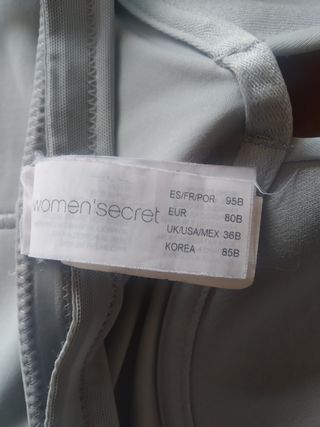 women'secret
ES/FR/POR 95B
EUR 80B
UK/USA/MEX 36B
KOREA 85B